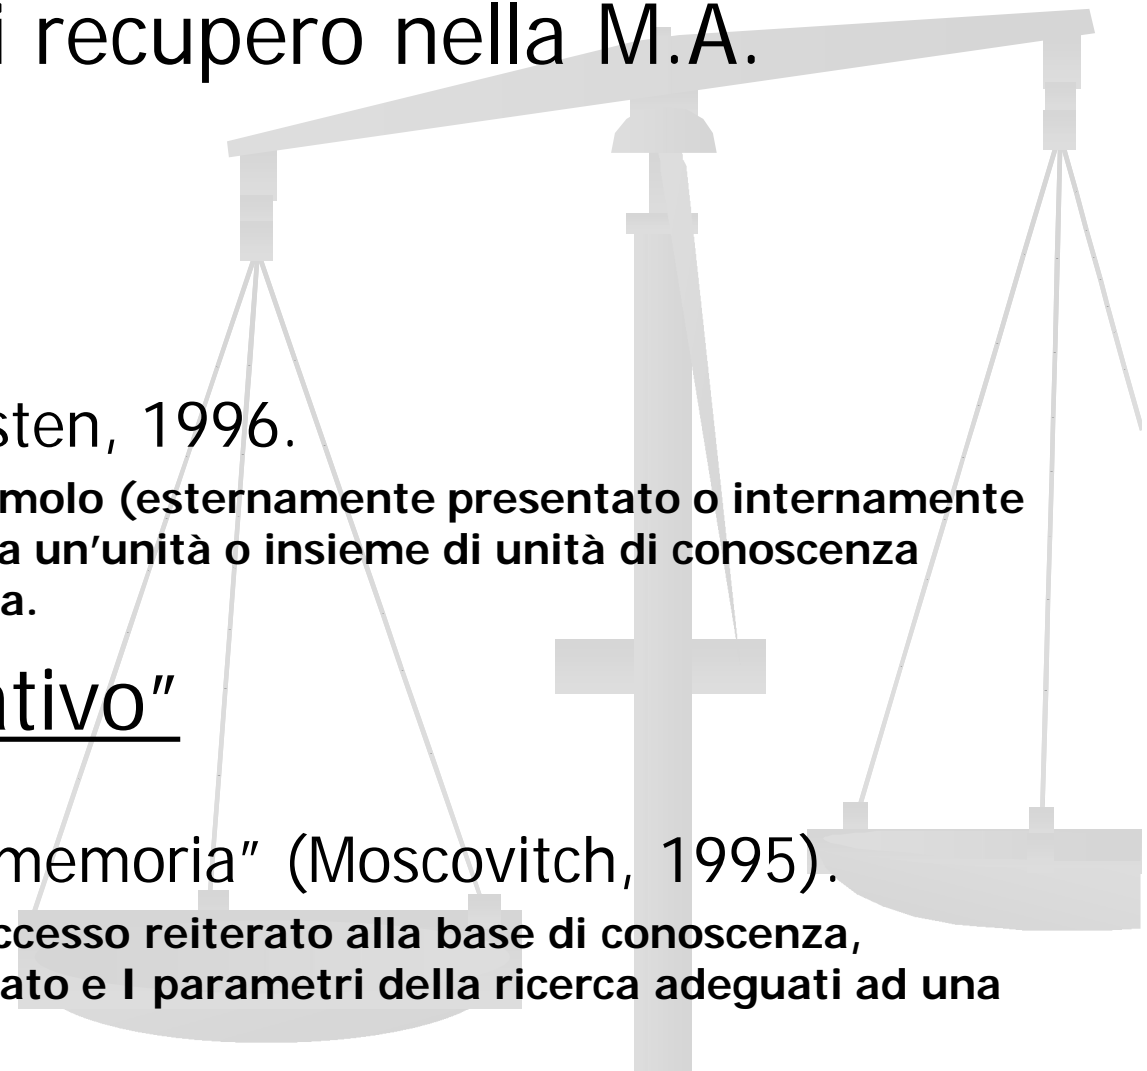 i recupero nella M.A.
sten, 1996.
molo (esternamente presentato o internamente
a un’unità o insieme di unità di conoscenza
a.
ativo”
memoria” (Moscovitch, 1995).
ccesso reiterato alla base di conoscenza,
ato e I parametri della ricerca adeguati ad una